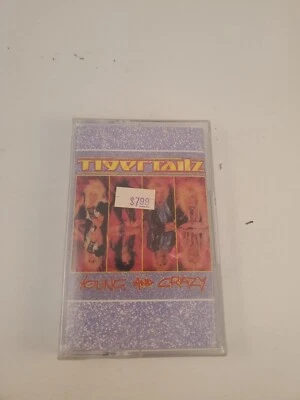 Tigertailz
$7.99
YOUNG AND CRAZY